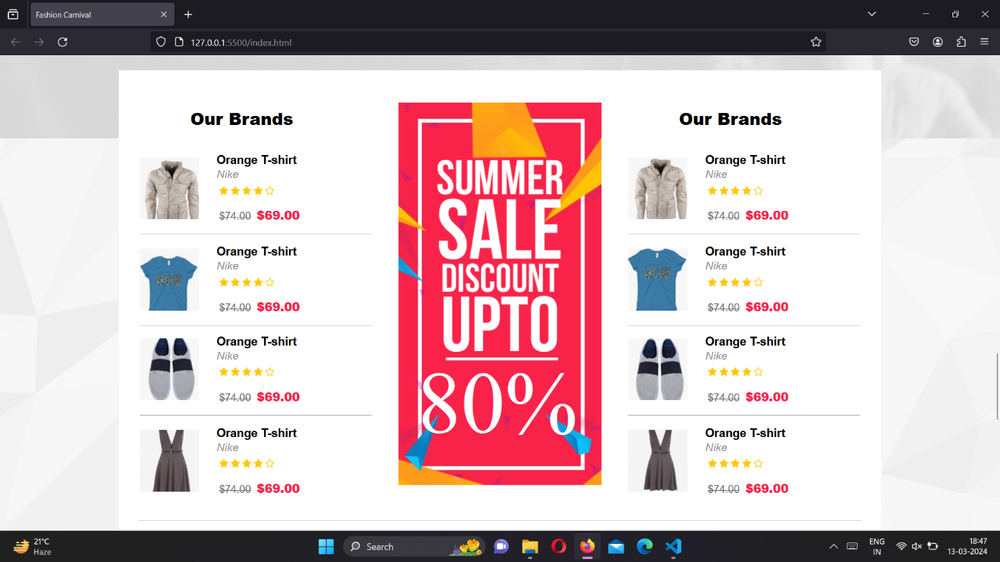 Fashion Carnival
127.0.0.1:5500/index.html
Our Brands
Orange T-shirt
Nike
$74.00 $69.00
Orange T-shirt
Nike
$74.00 $69.00
Orange T-shirt
Nike
$74.00 $69.00
Orange T-shirt
Nike
$74.00 $69.00
SUMMER
SALE
DISCOUNT
UPTO
80%
Our Brands
Orange T-shirt
Nike
$74.00 $69.00
Orange T-shirt
Nike
$74.00 $69.00
Orange T-shirt
Nike
$74.00 $69.00
Orange T-shirt
Nike
$74.00 $69.00
21°C
Haze
Search
ENG
IN
18:47
13-03-2024